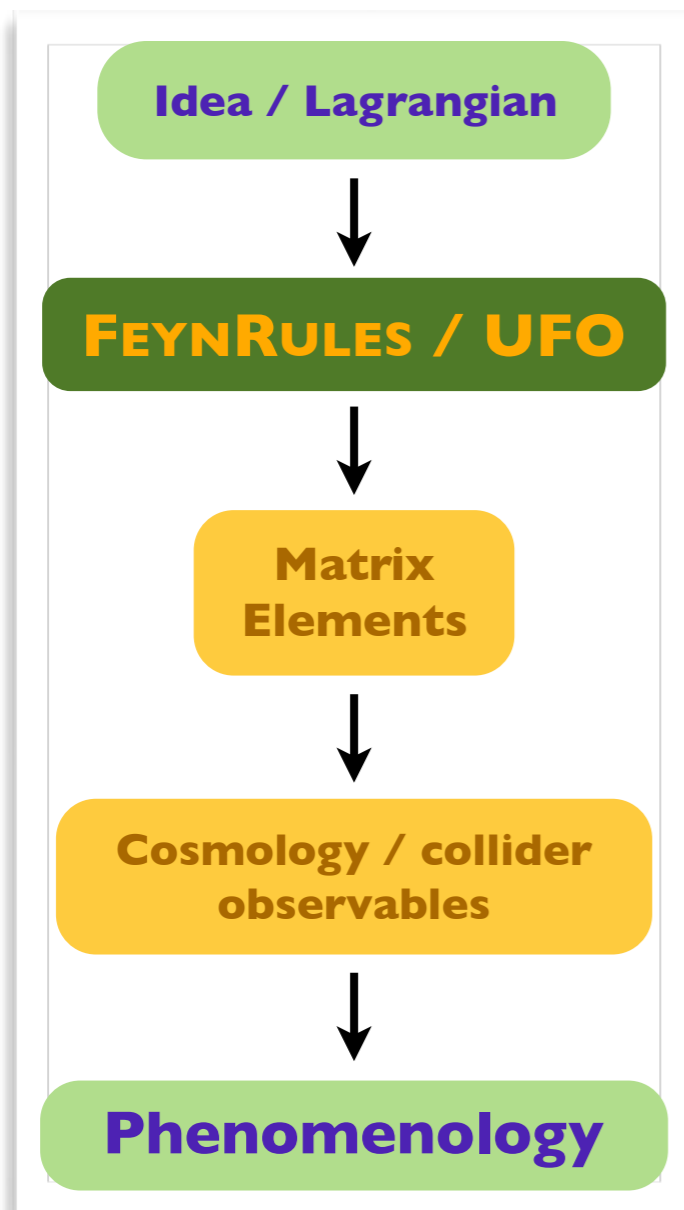 Idea / Lagrangian
FEYNRULES / UFO
Matrix
Elements
Cosmology / collider
observables
Phenomenology